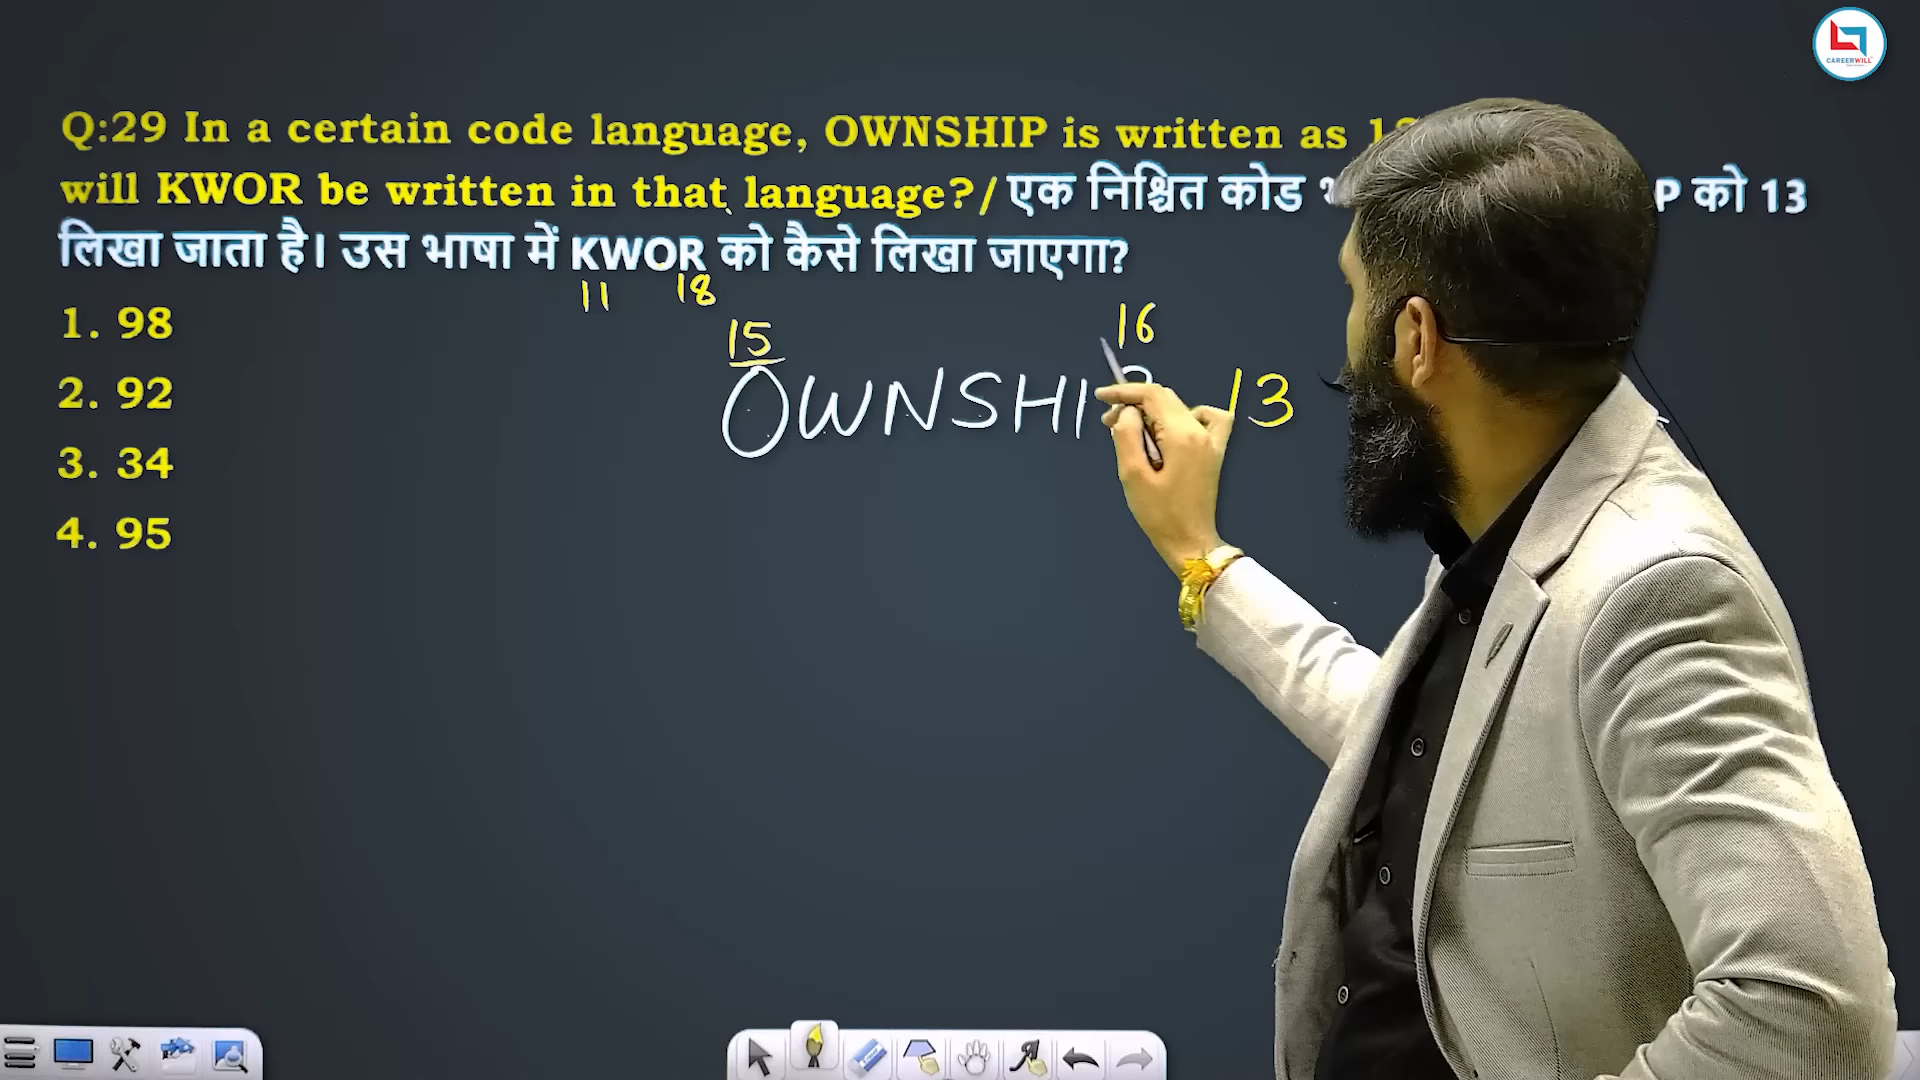 CAREERWILL
Q:29 In a certain code language, OWNSHIP is written as
will KWOR be written in that language?/ एक निश्चित कोड P को 13
लिखा जाता है। उस भाषा में KWOR को कैसे लिखा जाएगा?
11 18
1. 98
15 16
OWNSHI 13
2. 92
3. 34
4. 95